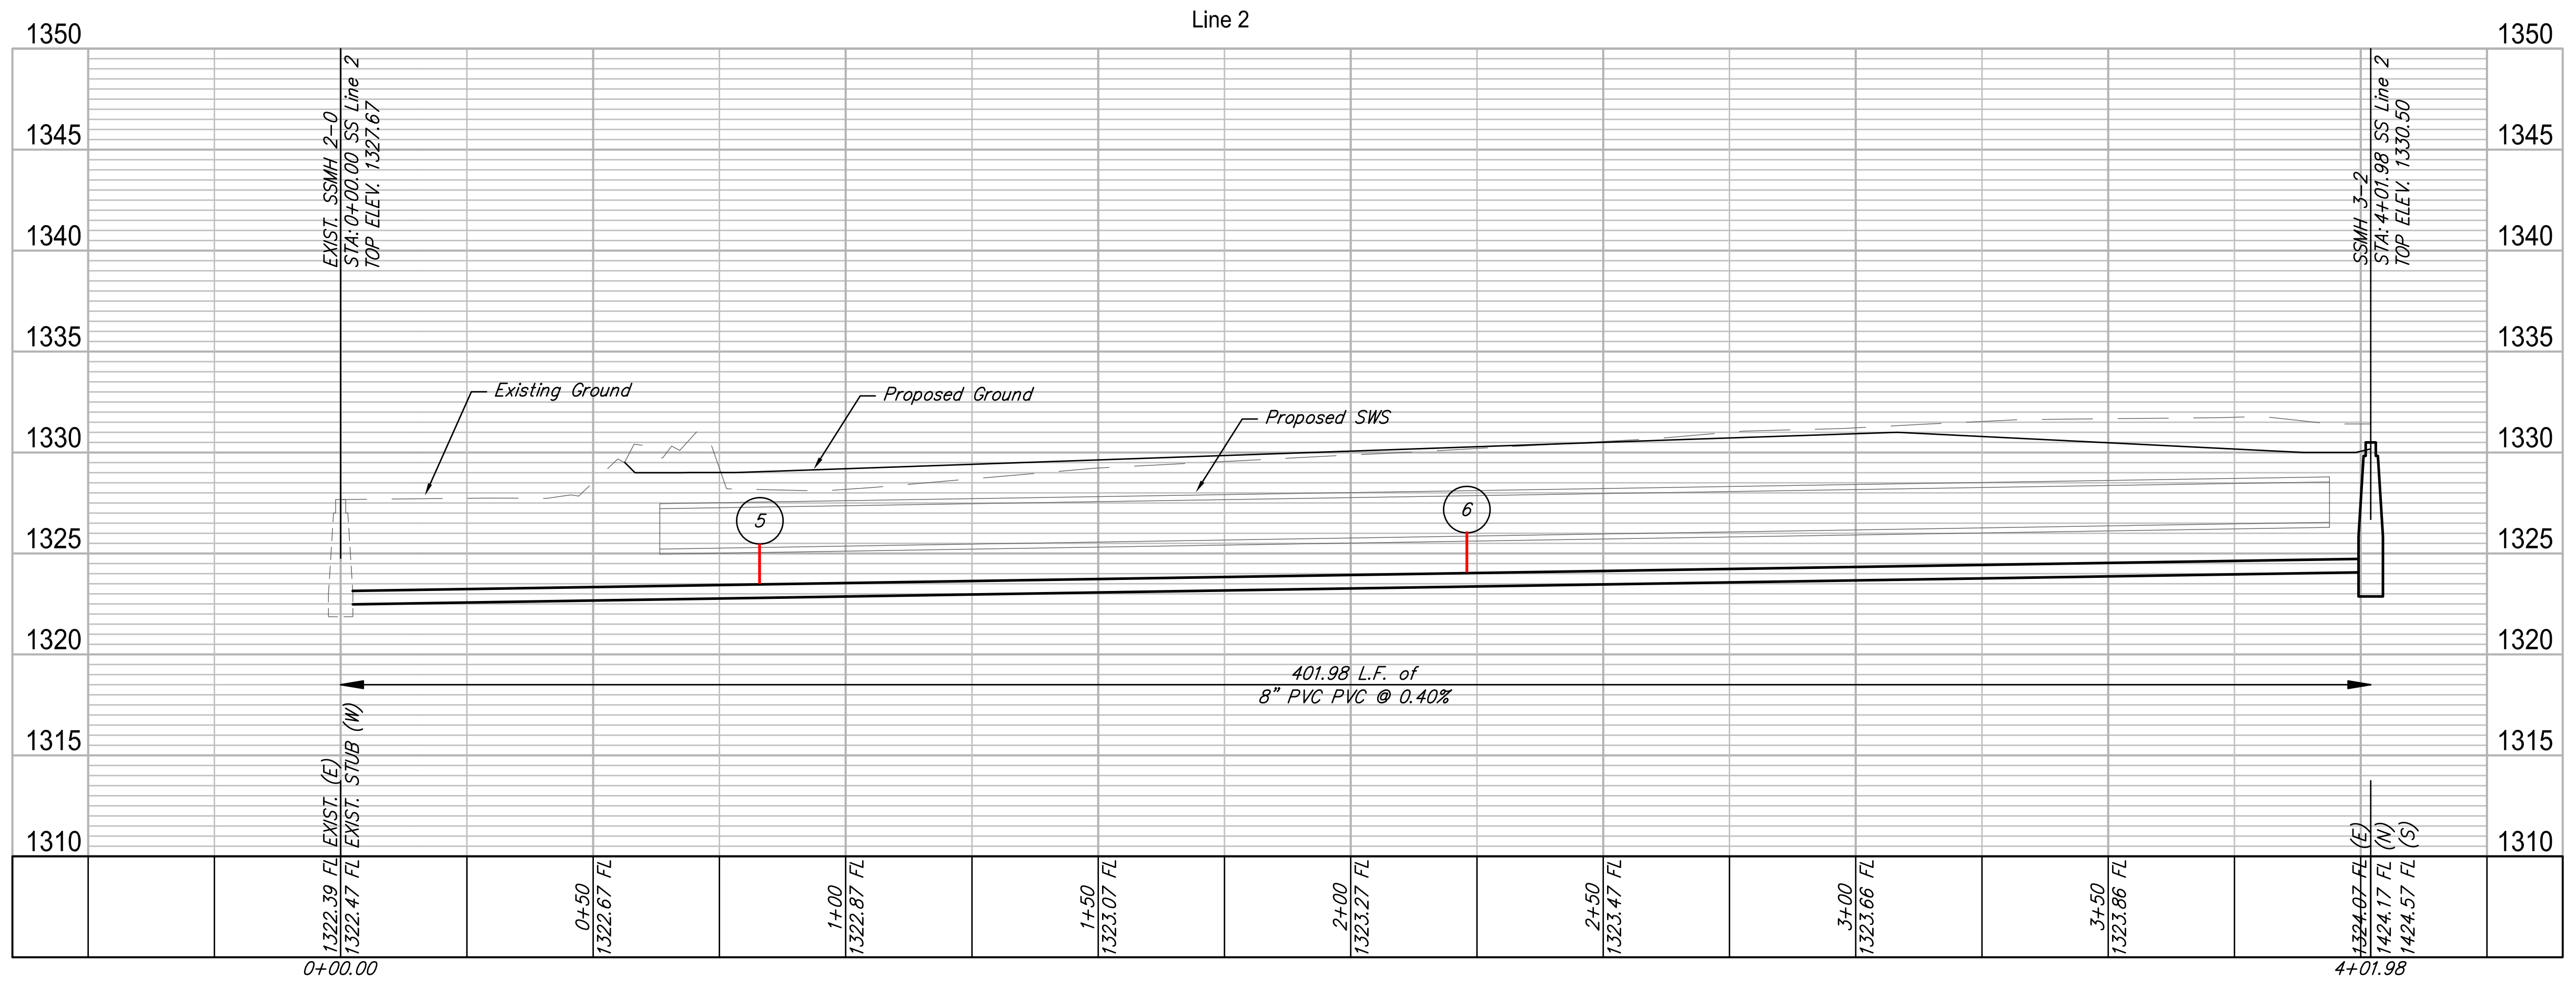 Line 2
1350
1350
1345
1345
1340
1340
1335
1335
1330
1330
1325
1325
1320
1320
1315
1315
1310
1310
EXIST. SSMH 2-0
STA: 0+00.00 SS Line 2
TOP ELEV. 1327.67
SSMH 3-2
STA: 4+01.98 SS Line 2
TOP ELEV. 1330.50
Existing Ground
Proposed Ground
Proposed SWS
5
6
401.98 L.F. of
8" PVC PVC @ 0.40%
1322.39 FL EXIST. (E)
1322.47 FL EXIST. STUB (W)
0+50
1322.67 FL
1+00
1322.87 FL
1+50
1323.07 FL
2+00
1323.27 FL
2+50
1323.47 FL
3+00
1323.66 FL
3+50
1323.86 FL
1324.07 FL (E)
1424.17 FL (N)
1424.57 FL (S)
0+00.00
4+01.98